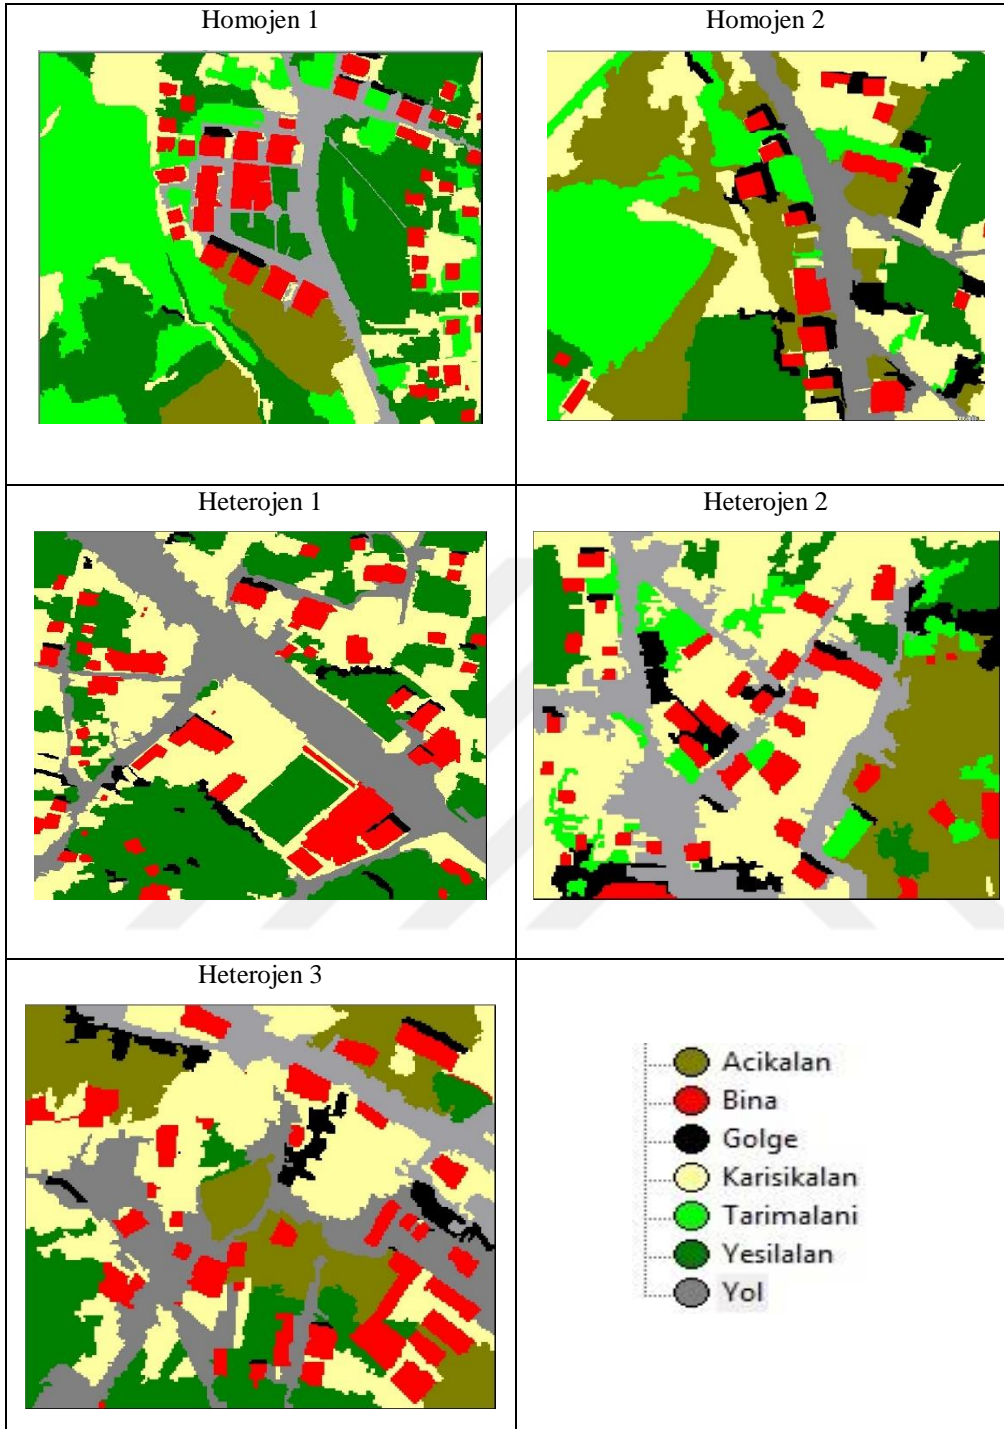 Homojen 1
Homojen 2
Heterojen 1
Heterojen 2
Heterojen 3
Acikalan
Bina
Golge
Karisikalan
Tarimalani
Yesilalan
Yol